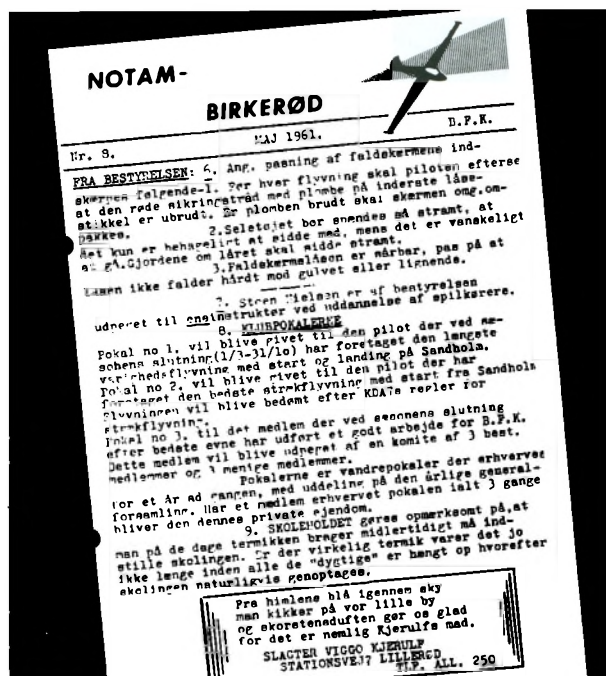 NOTAM-
BIRKERØD
Nr. 8. MAJ 1961. B.F.K.
FRA BESTYRELSEN: 6. Ang. pasning af faldskærmene ind-
skærpes følgende-1. Før hver flyvning skal piloten efterse
at den røde sikringstråd med plombe på inderste låse-
stikkel er ubrudt. Er plomben brudt skal skærmen omg.om-
pakkes. 2.Seletøjet bør spændes så stramt, at
det kun er behageligt at sidde med, mens det er vanskeligt
at gå.Gjordene om låret skal sidde stramt.
3.Faldskærmslåsen er sårbar, pas på at
låsen ikke falder hårdt mod gulvet eller lignende.
7. Steen Nielsen er af bestyrelsen
udpeget til eneinstruktør ved uddannelse af spilkørere.
8. KLUBPOKALERNE
Pokal no 1. vil blive givet til den pilot der ved sæ-
sonens slutning(1/3-31/10) har foretaget den længste
varighedsflyvning med start og landing på Sandholm.
Pokal no 2. vil blive givet til den pilot der har
foretaget den bedste strækflyvning med start fra Sandholm
Flyvningen vil blive bedømt efter KDA's regler for
strækflyvning.
Pokal no 3. til det medlem der ved sæsonens slutning
efter bedste evne har udført et godt arbejde for B.F.K.
Dette medlem vil blive udpeget af en komite af 3 best.
medlemmer og 3 menige medlemmer.
Pokalerne er vandrepokaler der erhverves
for et år ad gangen, med uddeling på den årlige general-
forsamling. Har et medlem erhvervet pokalen ialt 3 gange
bliver den dennes private ejendom.
9. SKOLEHOLDET gøres opmærksomt på,at
man på de dage termikken brager midlertidigt må ind-
stille skolingen. Er der virkelig termik varer det jo
ikke længe inden alle de "dygtige" er hængt op hvorefter
skolingen naturligvis genoptages.
Fra himlens blå igennem sky
man kikker på vor lille by
og skorstensduften gør os glad
for det er nemlig Kjerulfs mad.
SLAGTER VIGGO KJERULF
STATIONSVEJ? LILLERØD
TLF. ALL. 250